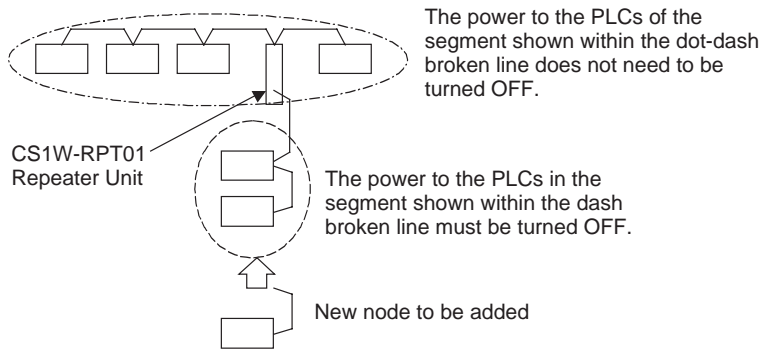 The power to the PLCs of the
segment shown within the dot-dash
broken line does not need to be
turned OFF.
CS1W-RPT01
Repeater Unit
The power to the PLCs in the
segment shown within the dash
broken line must be turned OFF.
New node to be added